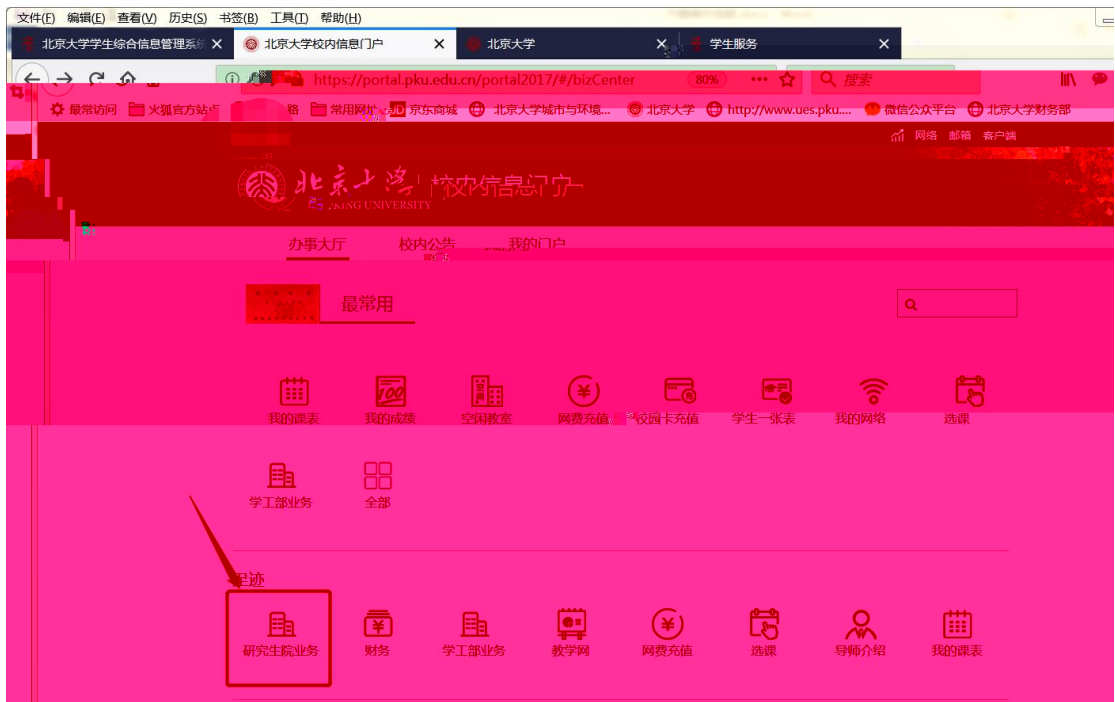 文件(F) 编辑(E) 查看(V) 历史(S) 书签(B) 工具(T) 帮助(H)
北京大学学生综合信息管理系统 北京大学校内信息门户 北京大学 学生服务
https://portal.pku.edu.cn/portal2017/#/bizCenter 80% 搜索
最常访问 火狐官方站点 常用网址 JD 京东商城 北京大学城市与环境... 北京大学 http://www.ues.pku.... 微信公众平台 北京大学财务部
网络 邮箱 客户端
北京大学 校内信息门户
UNIVERSITY
办事大厅 校内公告 我的门户
最常用
我的课表 我的成绩 空闲教室 网费充值 校园卡充值 学生一张表 我的网络 选课
学工部业务 全部
足迹
研究生院业务 财务 学工部业务 教学网 网费充值 选课 导师介绍 我的课表